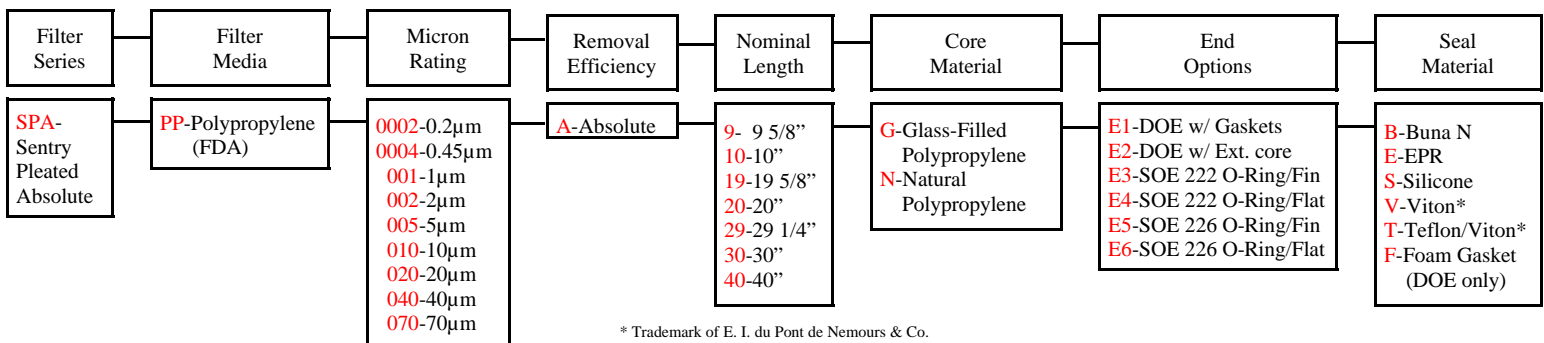 Filter
Series
Filter
Media
Micron
Rating
Removal
Efficiency
Nominal
Length
Core
Material
End
Options
Seal
Material
SPA-
Sentry
Pleated
Absolute
PP-Polypropylene
(FDA)
0002-0.2µm
0004-0.45µm
001-1µm
002-2µm
005-5µm
010-10µm
020-20µm
040-40µm
070-70µm
A-Absolute
9- 9 5/8”
10-10”
19-19 5/8”
20-20”
29-29 1/4”
30-30”
40-40”
G-Glass-Filled
Polypropylene
N-Natural
Polypropylene
E1-DOE w/ Gaskets
E2-DOE w/ Ext. core
E3-SOE 222 O-Ring/Fin
E4-SOE 222 O-Ring/Flat
E5-SOE 226 O-Ring/Fin
E6-SOE 226 O-Ring/Flat
B-Buna N
E-EPR
S-Silicone
V-Viton*
T-Teflon/Viton*
F-Foam Gasket
(DOE only)
* Trademark of E. I. du Pont de Nemours & Co.